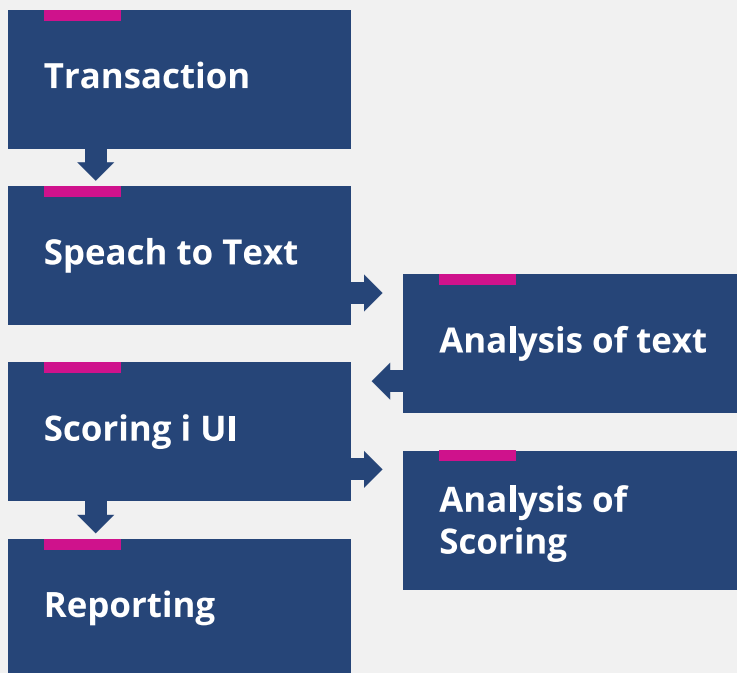 Transaction
Speach to Text
Analysis of text
Scoring i UI
Analysis of
Scoring
Reporting